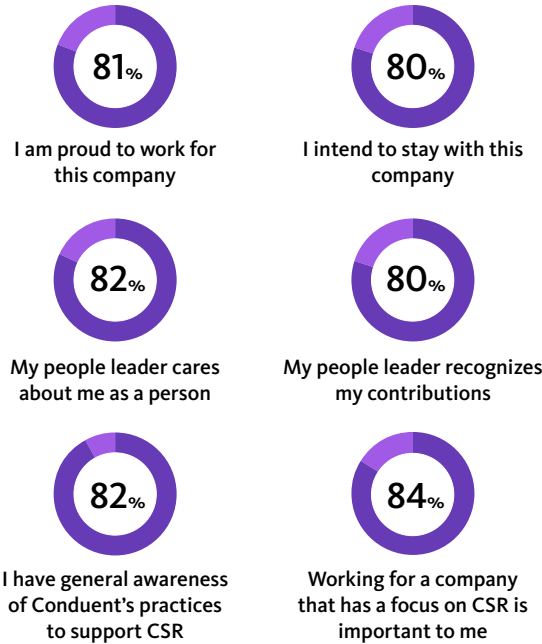 81%
I am proud to work for
this company
80%
I intend to stay with this
company
82%
My people leader cares
about me as a person
80%
My people leader recognizes
my contributions
82%
I have general awareness
of Conduent’s practices
to support CSR
84%
Working for a company
that has a focus on CSR is
important to me